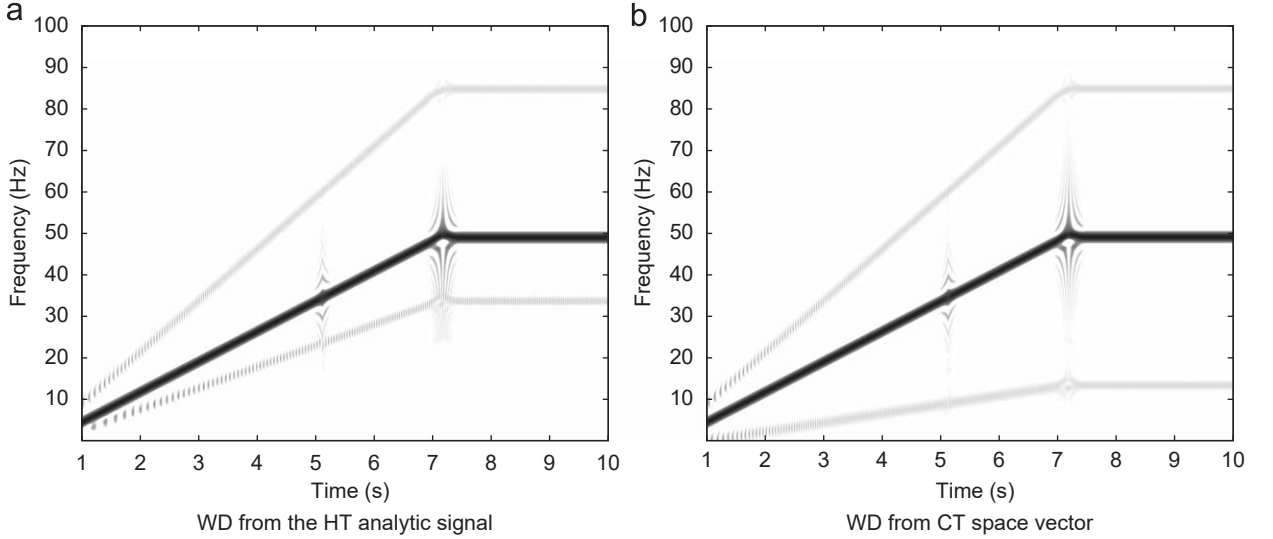 a
100
90
80
70
60
50
40
30
20
10
Frequency (Hz)
1 2 3 4 5 6 7 8 9 10
Time (s)
WD from the HT analytic signal
b
100
90
80
70
60
50
40
30
20
10
Frequency (Hz)
1 2 3 4 5 6 7 8 9 10
Time (s)
WD from CT space vector